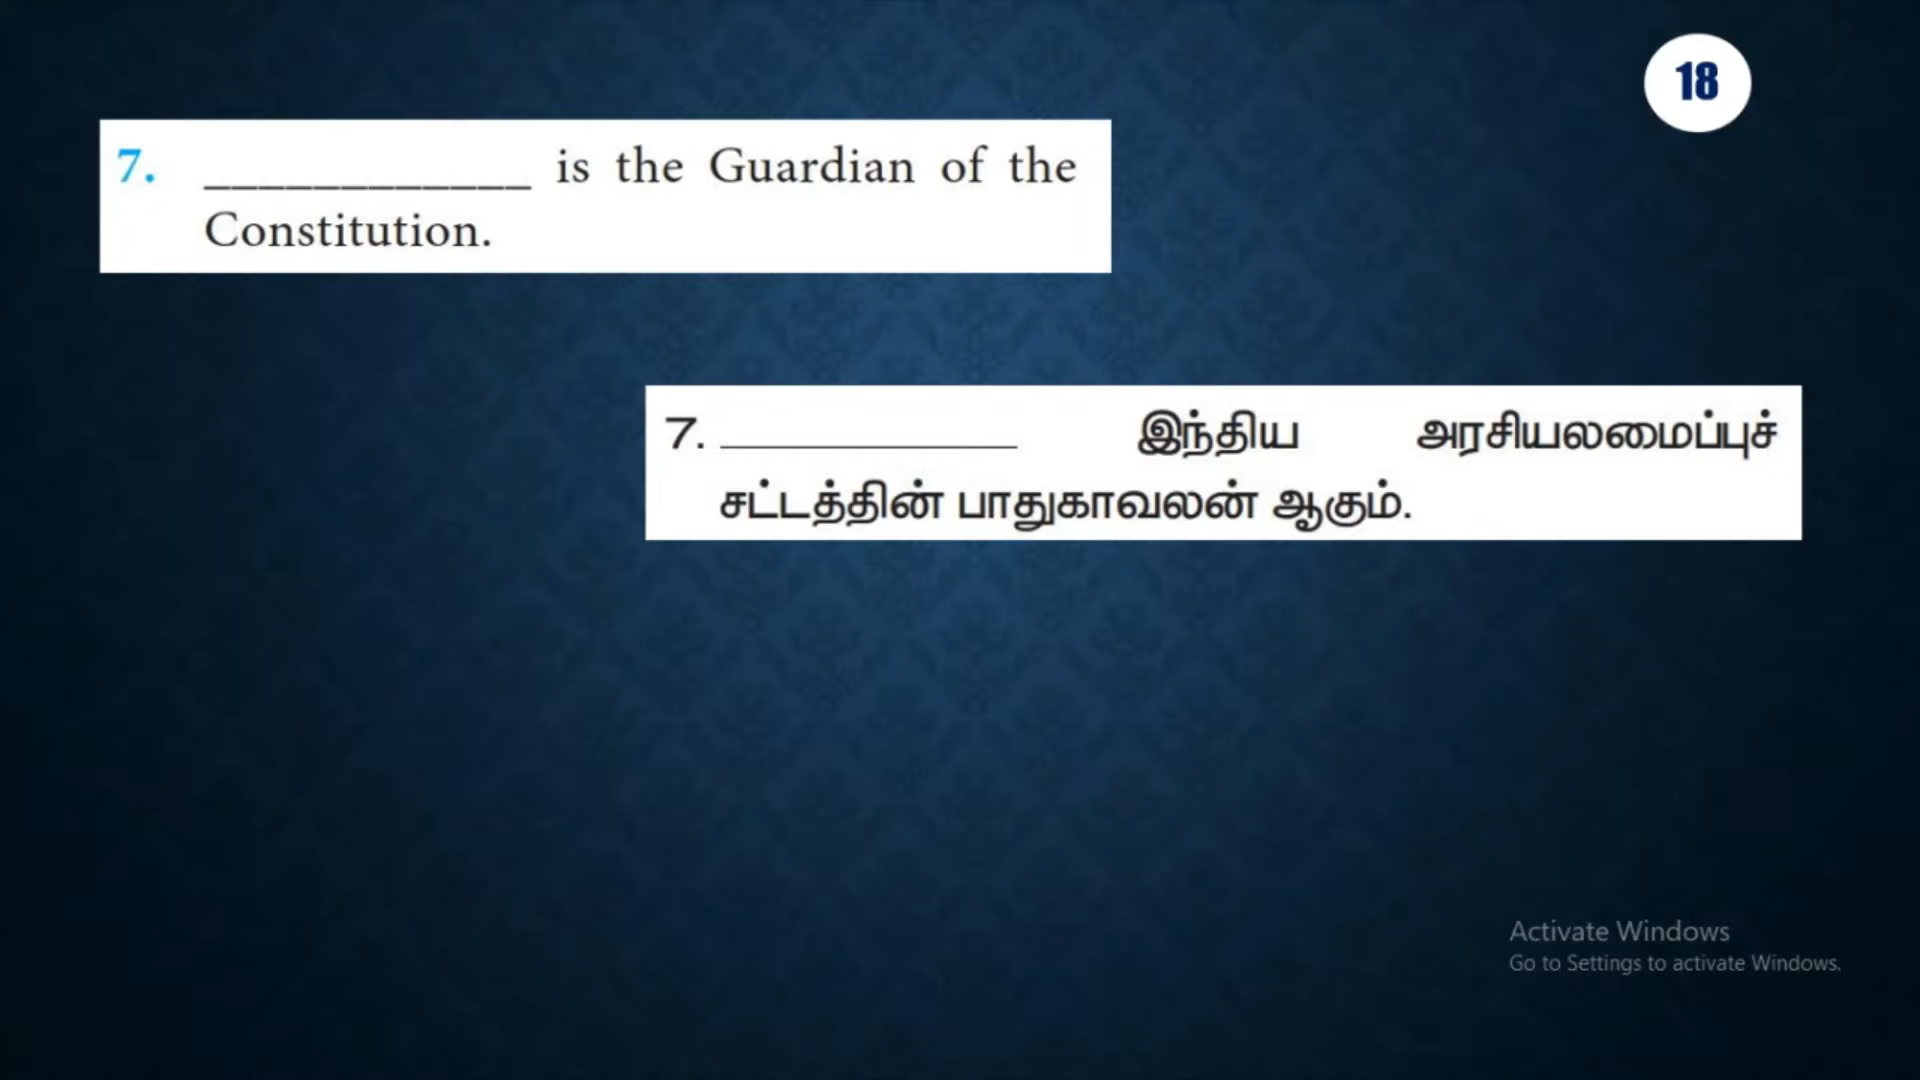 18
7. ____________ is the Guardian of the
Constitution.
7. ____________ இந்திய அரசியலமைப்புச்
சட்டத்தின் பாதுகாவலன் ஆகும்.
Activate Windows
Go to Settings to activate Windows.